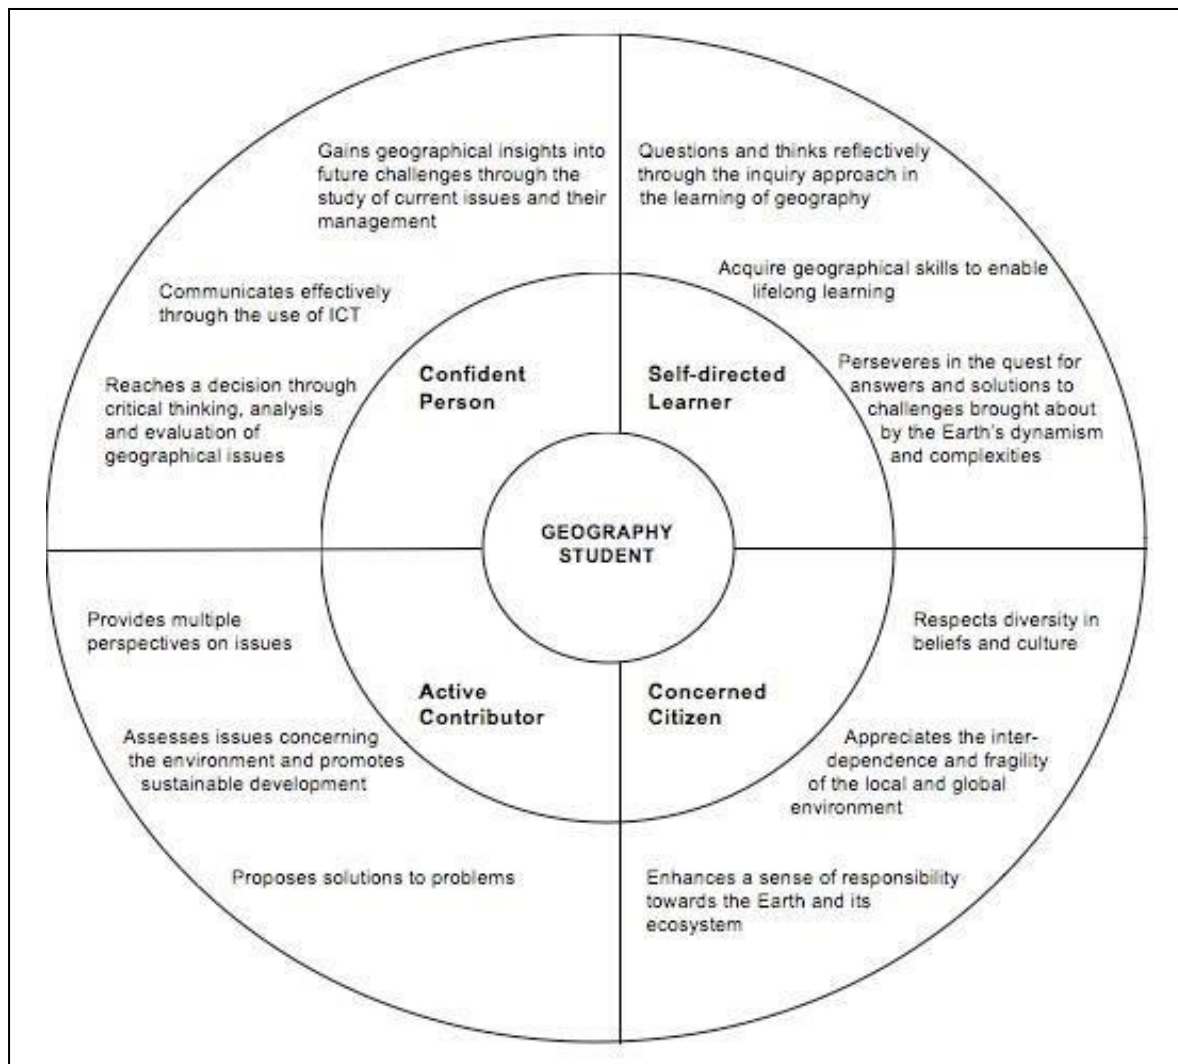 Gains geographical insights into
future challenges through the
study of current issues and their
management
Communicates effectively
through the use of ICT
Reaches a decision through
critical thinking, analysis
and evaluation of
geographical issues
Confident
Person
Questions and thinks reflectively
through the inquiry approach in
the learning of geography
Acquire geographical skills to enable
lifelong learning
Perseveres in the quest for
answers and solutions to
challenges brought about
by the Earth's dynamism
and complexities
Self-directed
Learner
GEOGRAPHY
STUDENT
Provides multiple
perspectives on issues
Assesses issues concerning
the environment and promotes
sustainable development
Proposes solutions to problems
Active
Contributor
Concerned
Citizen
Respects diversity in
beliefs and culture
Appreciates the inter-
dependence and fragility
of the local and global
environment
Enhances a sense of responsibility
towards the Earth and its
ecosystem